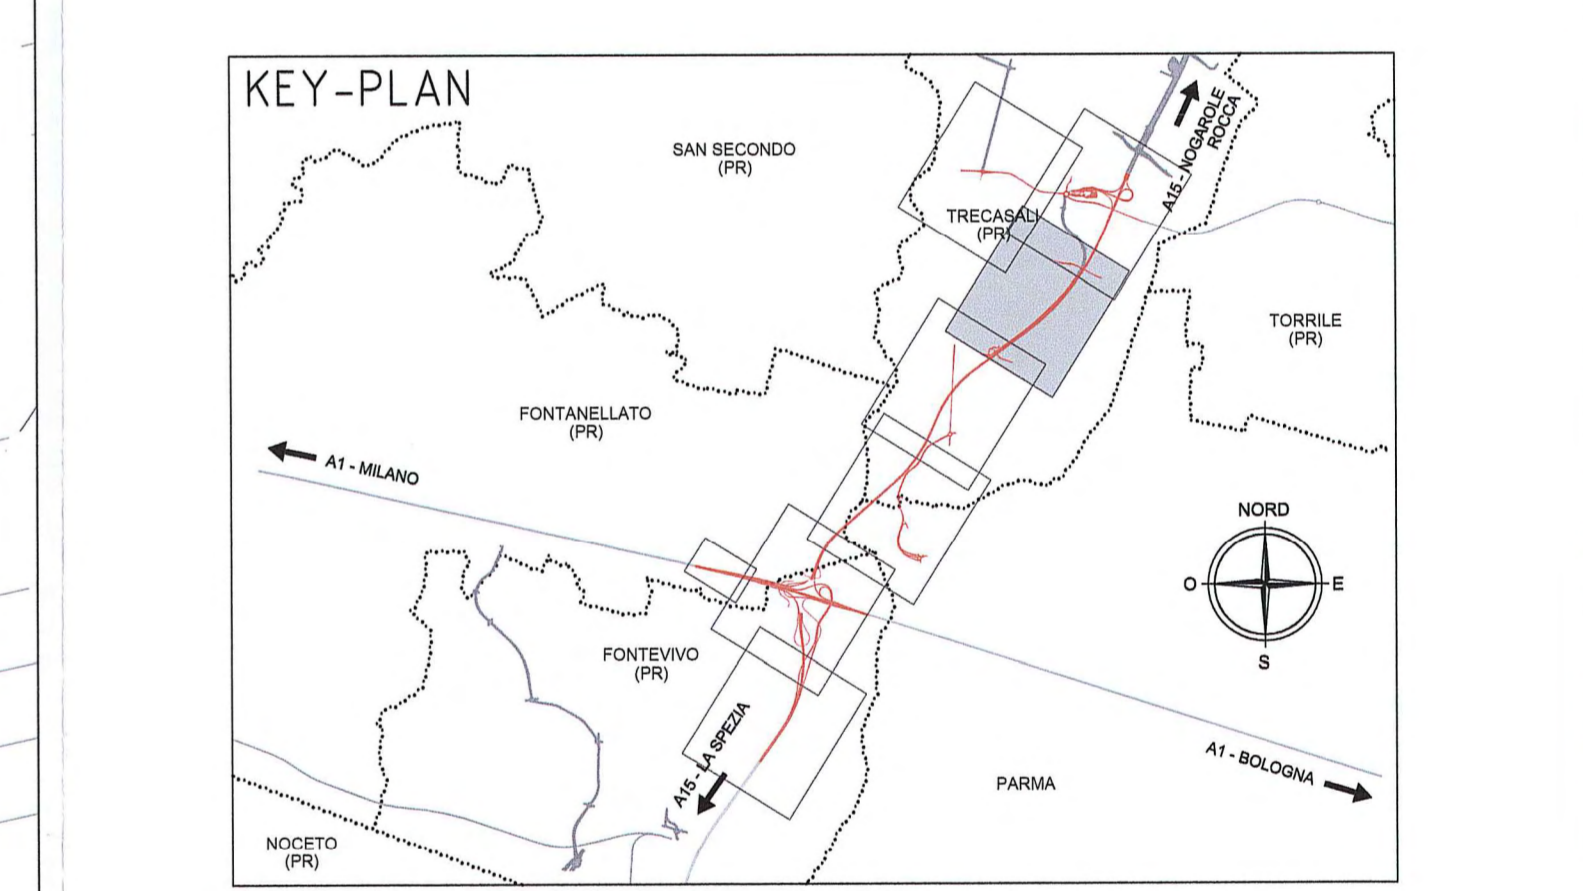 KEY-PLAN
SAN SECONDO
(PR)
A15 - NOGAROLE
ROCCA
TRECASALI
(PR)
TORRILE
(PR)
FONTANELLATO
(PR)
A1 - MILANO
NORD
O
E
S
FONTEVIVO
(PR)
A15 - LA SPEZIA
A1 - BOLOGNA
PARMA
NOCETO
(PR)